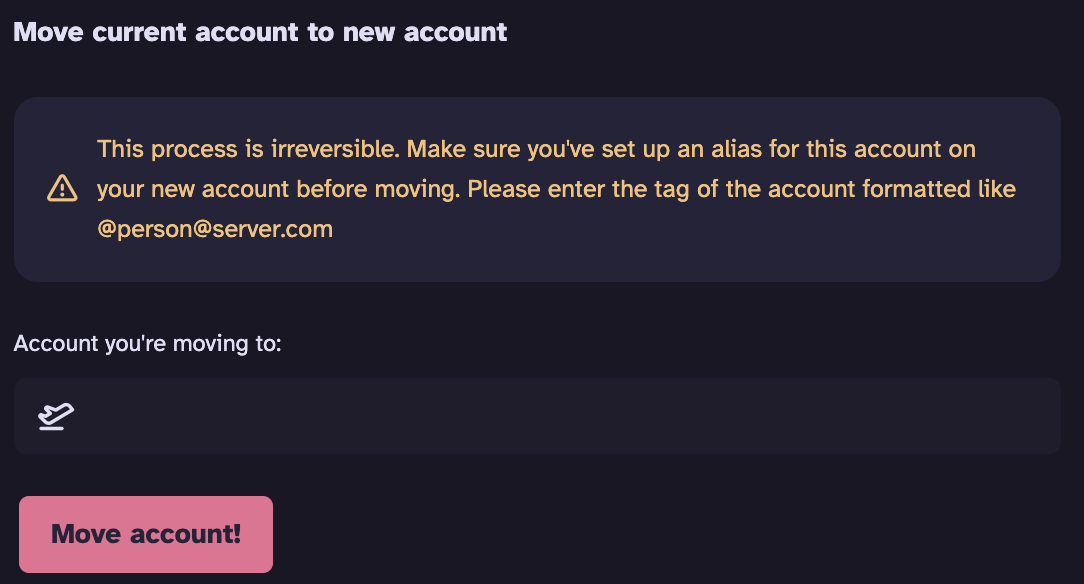 Move current account to new account
This process is irreversible. Make sure you've set up an alias for this account on
your new account before moving. Please enter the tag of the account formatted like
@person@server.com
Account you're moving to:
Move account!